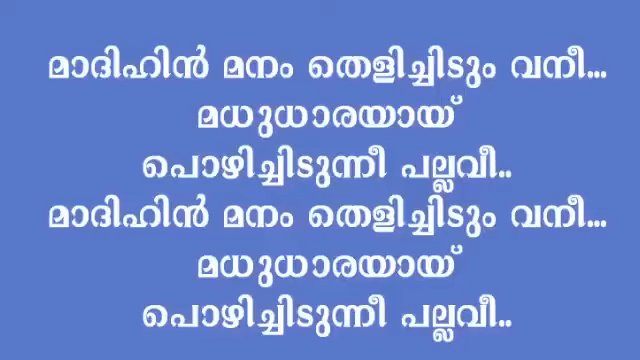 മാദിഹിൻ മനം തെളിച്ചിടും വനീ...
മധുധാരയായ്
പൊഴിച്ചിടുന്നീ പല്ലവീ..
മാദിഹിൻ മനം തെളിച്ചിടും വനീ...
മധുധാരയായ്
പൊഴിച്ചിടുന്നീ പല്ലവീ..